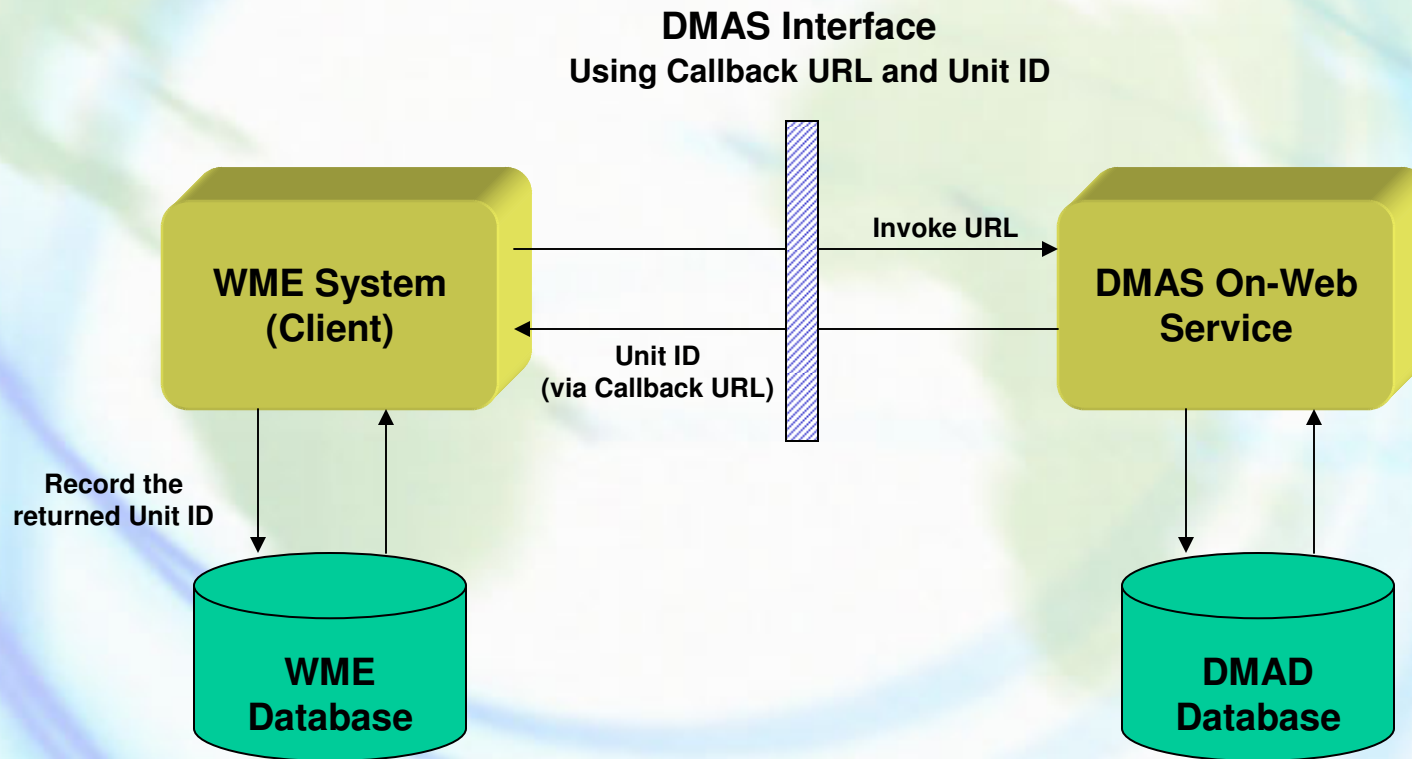 DMAS Interface
Using Callback URL and Unit ID
Invoke URL
WME System
(Client)
DMAS On-Web
Service
Unit ID
(via Callback URL)
Record the
returned Unit ID
WME
Database
DMAD
Database